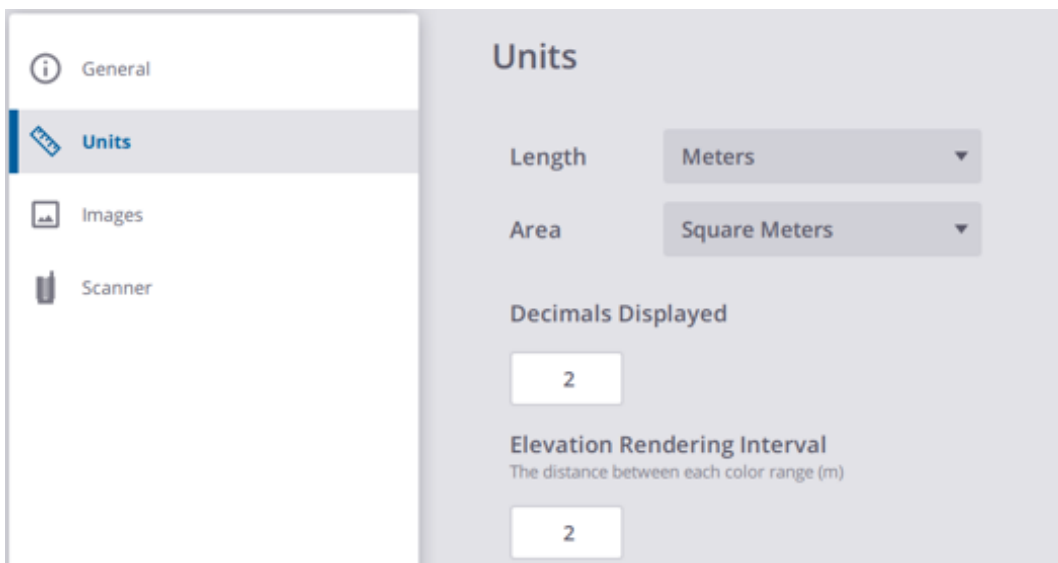 General
Units
Images
Scanner
Units
Length Meters
Area Square Meters
Decimals Displayed
2
Elevation Rendering Interval
The distance between each color range (m)
2